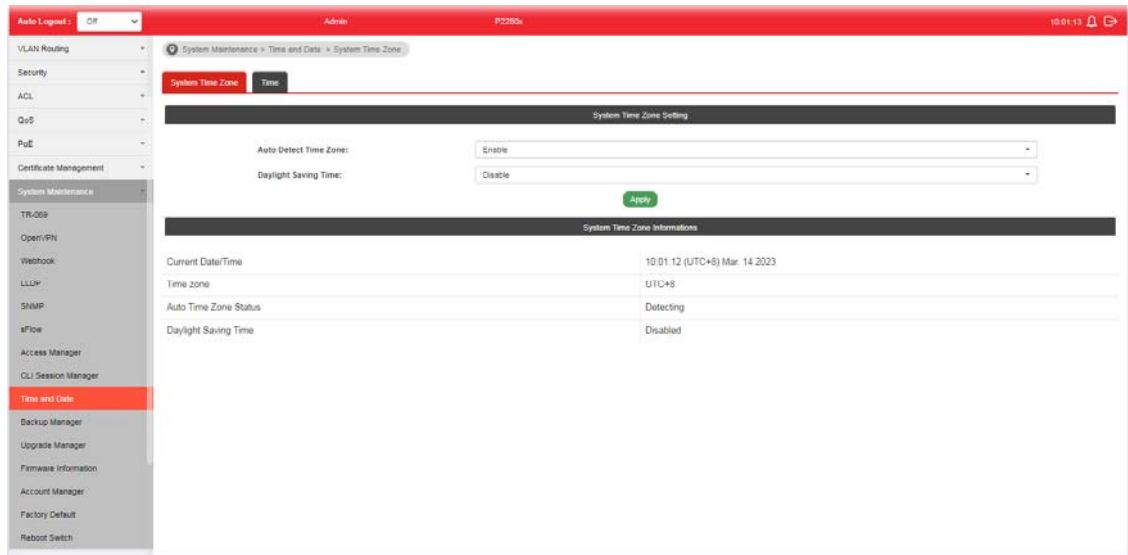 Auto Logout : Off Admin P2280x 10:01:13
VLAN Routing
Security
ACL
QoS
PoE
Certificate Management
System Maintenance
TR-069
OpenVPN
Webhook
LLDP
SNMP
sFlow
Access Manager
CLI Session Manager
Time and Date
Backup Manager
Upgrade Manager
Firmware Information
Account Manager
Factory Default
Reboot Switch
System Maintenance > Time and Date > System Time Zone
System Time Zone Time
System Time Zone Setting
Auto Detect Time Zone: Enable
Daylight Saving Time: Disable
Apply
System Time Zone Informations
Current Date/Time 10:01:12 (UTC+8) Mar. 14 2023
Time zone UTC+8
Auto Time Zone Status Detecting
Daylight Saving Time Disabled